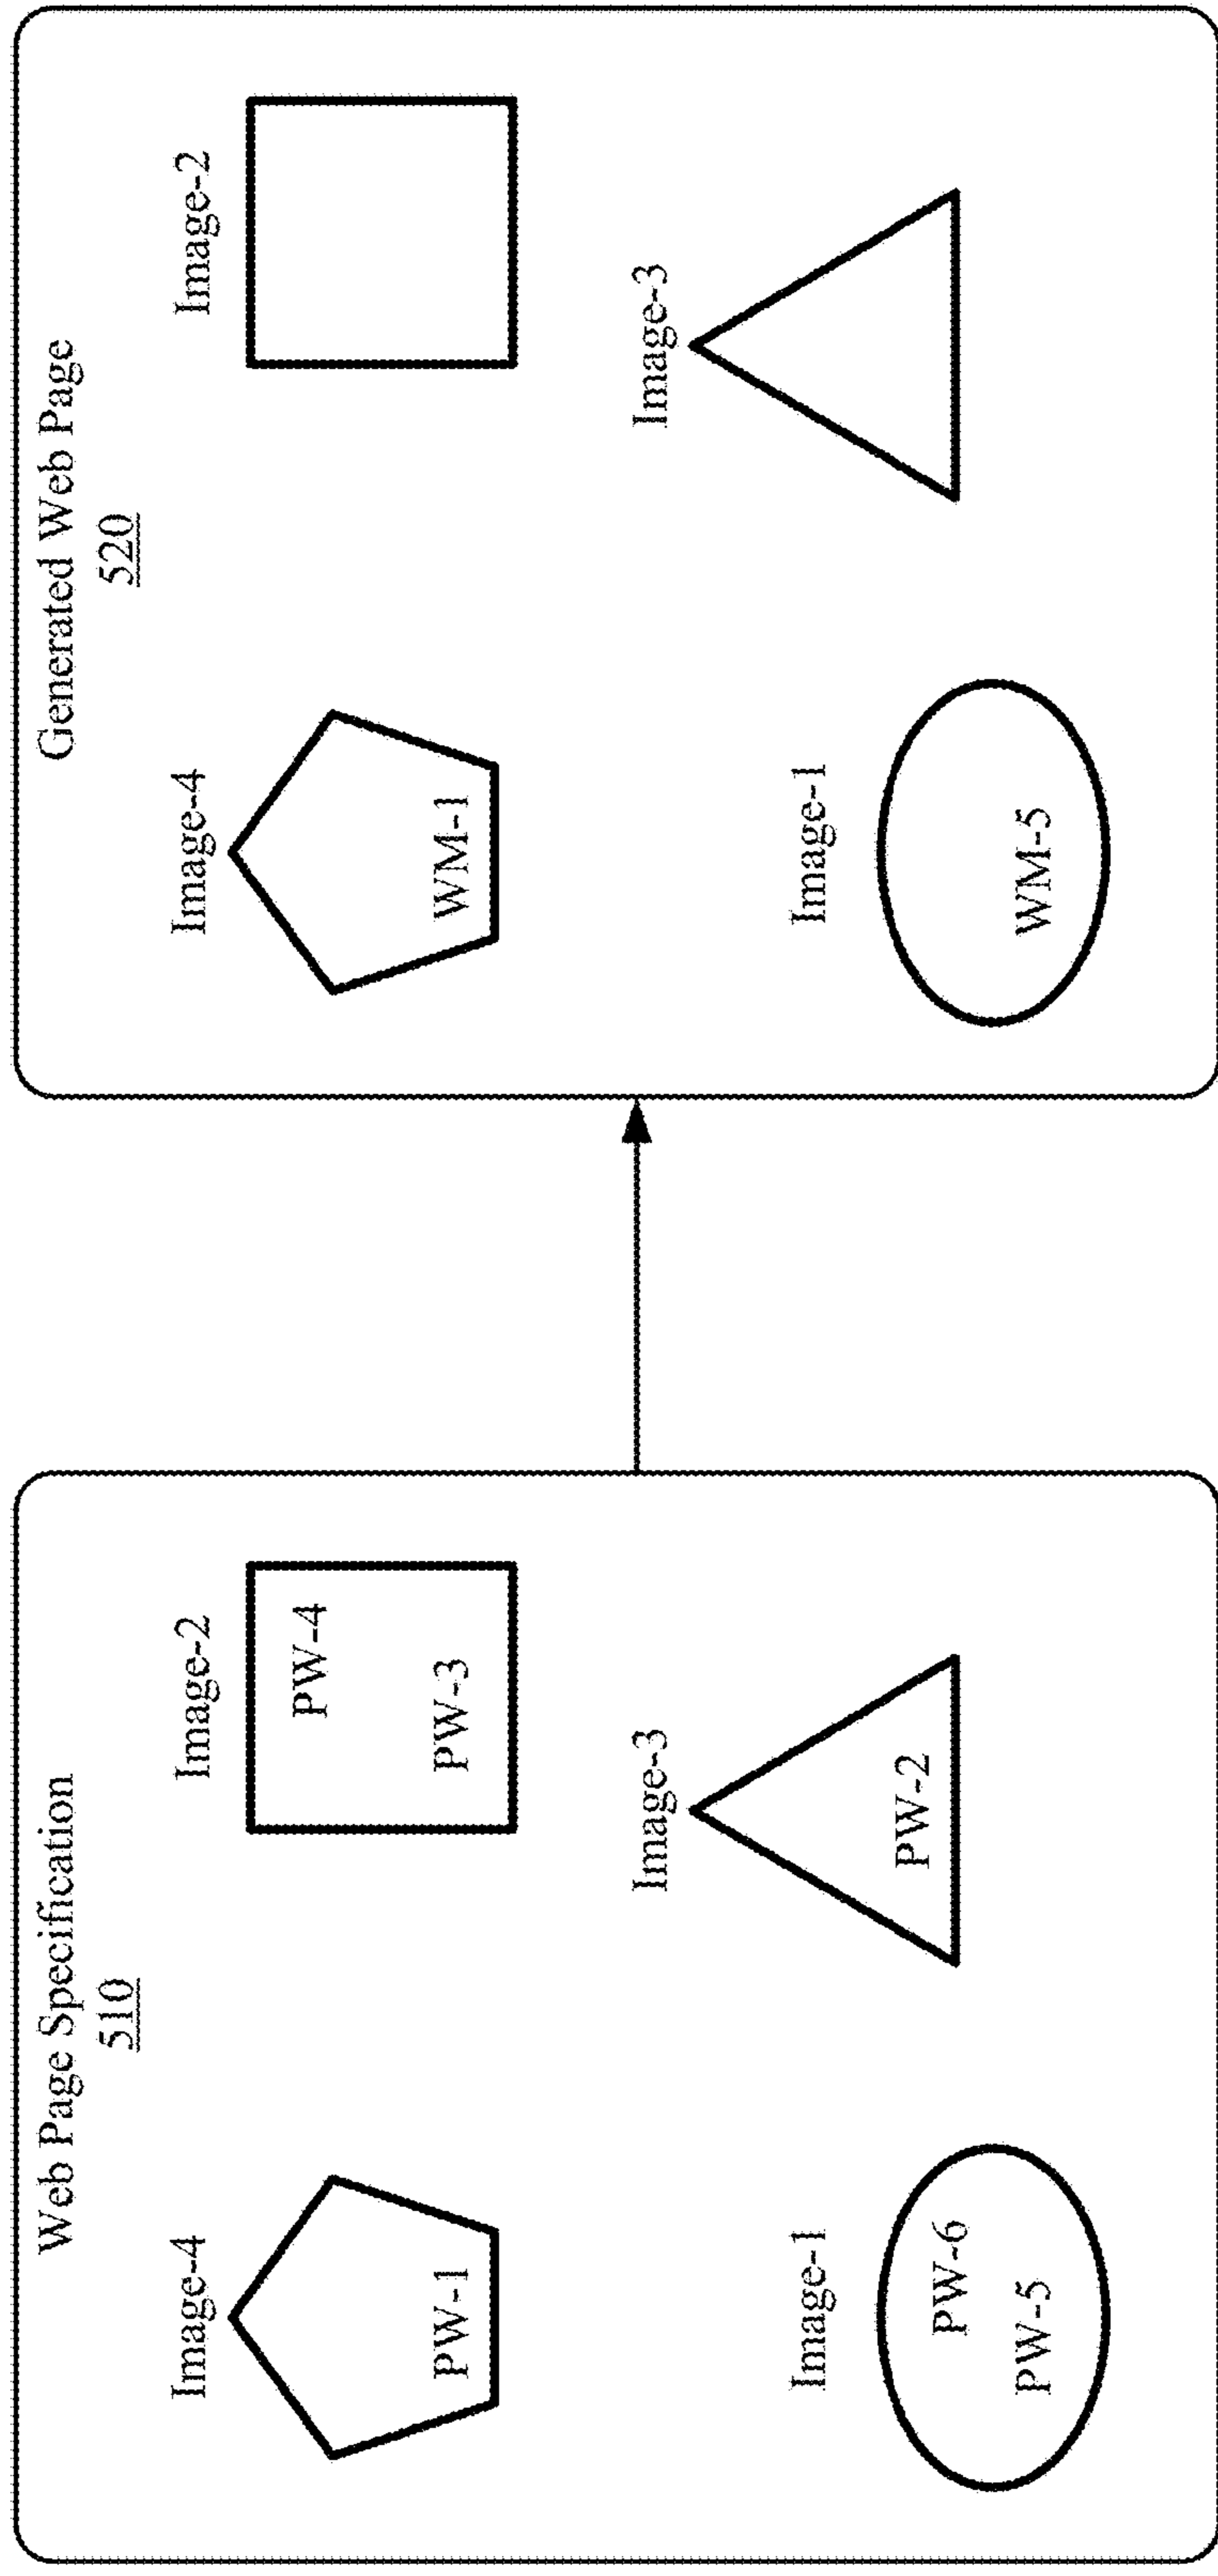 Web Page Specification
510
Image-4
PW-1
Image-2
PW-4
PW-3
Image-1
PW-6
PW-5
Image-3
PW-2
Generated Web Page
520
Image-4
WM-1
Image-2
Image-1
WM-5
Image-3